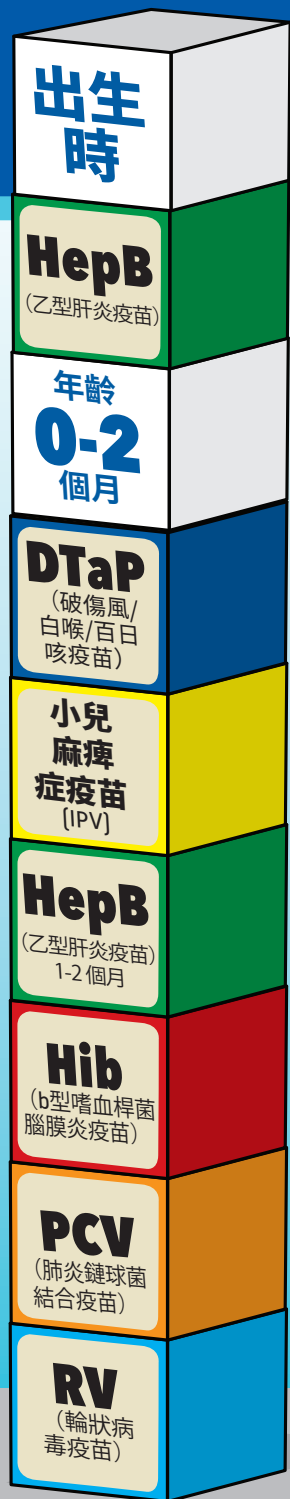 出生
時
HepB
（乙型肝炎疫苗）
年齡
0-2
個月
DTaP
（破傷風/
白喉/百日
咳疫苗）
小兒
麻痺
症疫苗
[IPV]
HepB
（乙型肝炎疫苗）
1-2 個月
Hib
（b型嗜血桿菌
腦膜炎疫苗）
PCV
（肺炎鏈球菌
結合疫苗）
RV
（輪狀病
毒疫苗）